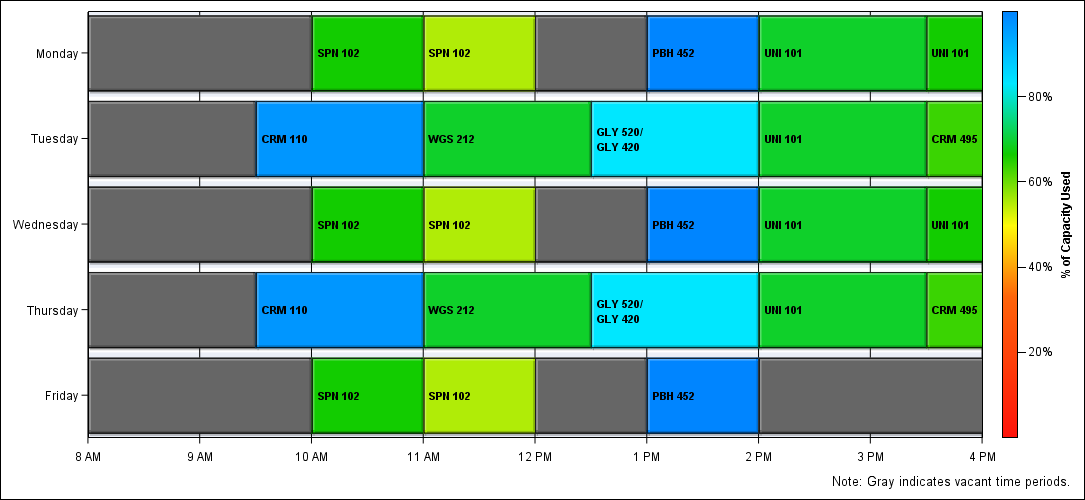 Monday
SPN 102
SPN 102
PBH 452
UNI 101
UNI 101
Tuesday
CRM 110
WGS 212
GLY 520/
GLY 420
UNI 101
CRM 495
Wednesday
SPN 102
SPN 102
PBH 452
UNI 101
UNI 101
Thursday
CRM 110
WGS 212
GLY 520/
GLY 420
UNI 101
CRM 495
Friday
SPN 102
SPN 102
PBH 452
8 AM
9 AM
10 AM
11 AM
12 PM
1 PM
2 PM
3 PM
4 PM
80%
60%
40%
20%
% of Capacity Used
Note: Gray indicates vacant time periods.